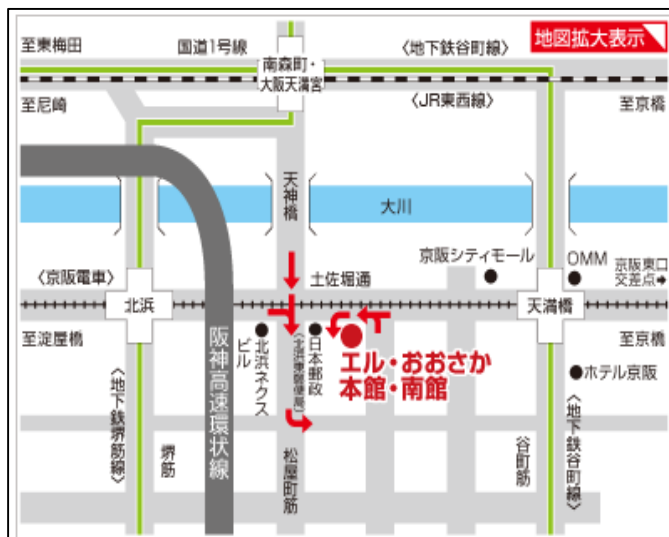 地図拡大表示
至東梅田
国道1号線
〈地下鉄谷町線〉
南森町・
大阪天満宮
至尼崎
〈JR東西線〉
至京橋
天神橋
大川
京阪シティモール
OMM
京阪東口
交差点➡
〈京阪電車〉
土佐堀通
北浜
天満橋
至淀屋橋
至京橋
阪神高速環状線
北浜ネクス
ビル
日本郵政
(北浜東郵便局)
エル・おおさか
本館・南館
ホテル京阪
〈地下鉄堺筋線〉
堺筋
松屋町筋
谷町筋
〈地下鉄谷町線〉